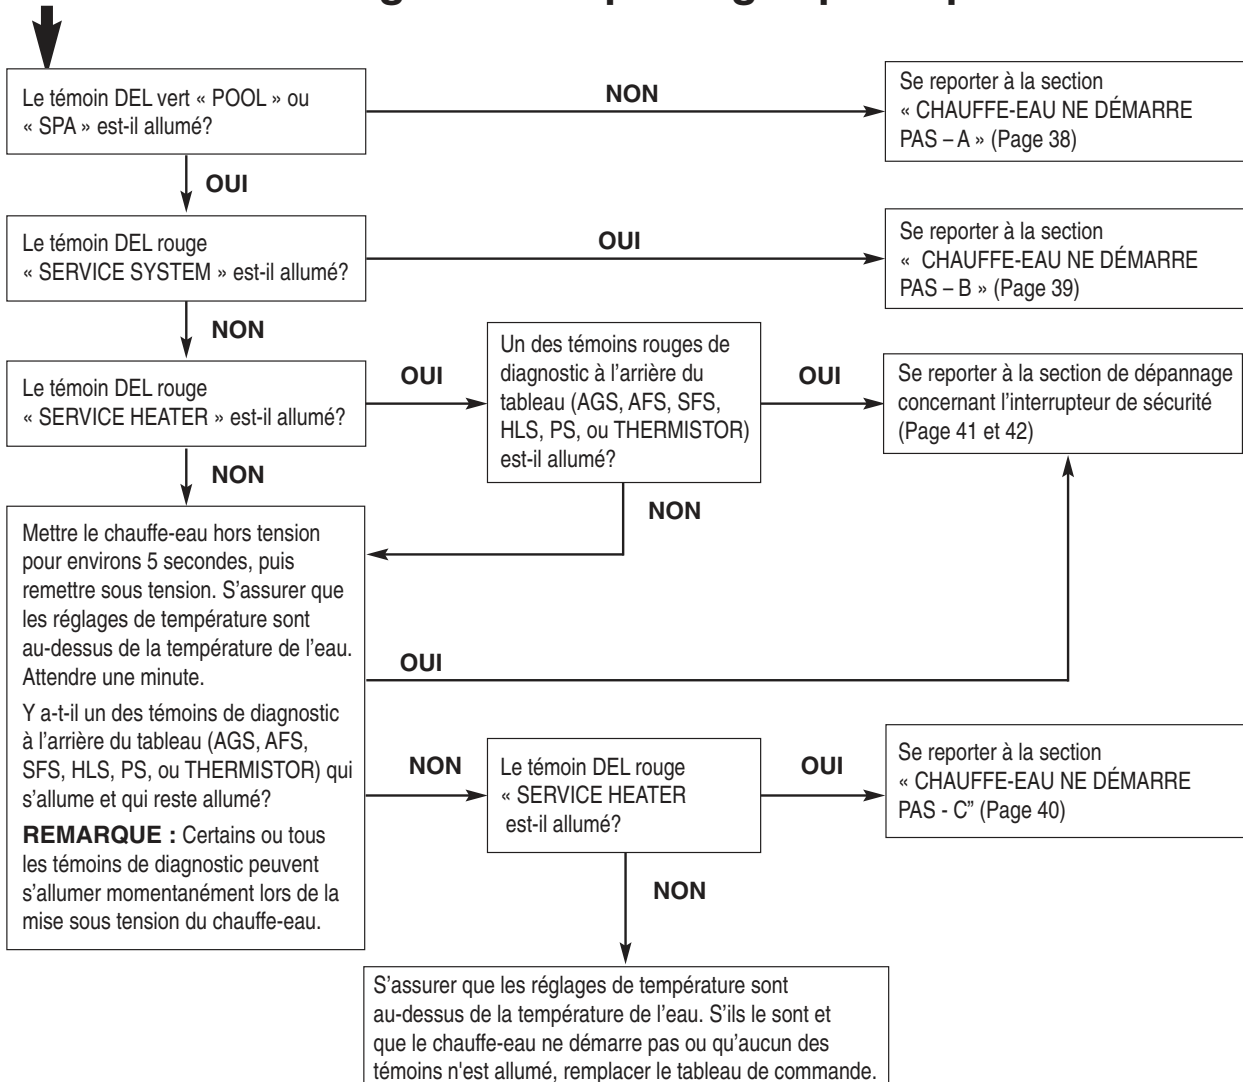 Le témoin DEL vert « POOL » ou
« SPA » est-il allumé?
NON
Se reporter à la section
« CHAUFFE-EAU NE DÉMARRE
PAS – A » (Page 38)
OUI
Le témoin DEL rouge
« SERVICE SYSTEM » est-il allumé?
OUI
Se reporter à la section
« CHAUFFE-EAU NE DÉMARRE
PAS – B » (Page 39)
NON
Le témoin DEL rouge
« SERVICE HEATER » est-il allumé?
OUI
Un des témoins rouges de
diagnostic à l'arrière du
tableau (AGS, AFS, SFS,
HLS, PS, ou THERMISTOR)
est-il allumé?
OUI
Se reporter à la section de dépannage
concernant l'interrupteur de sécurité
(Page 41 et 42)
NON
NON
Mettre le chauffe-eau hors tension
pour environs 5 secondes, puis
remettre sous tension. S'assurer que
les réglages de température sont
au-dessus de la température de l'eau.
Attendre une minute.
Y a-t-il un des témoins de diagnostic
à l'arrière du tableau (AGS, AFS,
SFS, HLS, PS, ou THERMISTOR) qui
s'allume et qui reste allumé?
REMARQUE : Certains ou tous
les témoins de diagnostic peuvent
s'allumer momentanément lors de la
mise sous tension du chauffe-eau.
OUI
NON
Le témoin DEL rouge
« SERVICE HEATER
est-il allumé?
OUI
Se reporter à la section
« CHAUFFE-EAU NE DÉMARRE
PAS - C” (Page 40)
NON
S'assurer que les réglages de température sont
au-dessus de la température de l'eau. S'ils le sont et
que le chauffe-eau ne démarre pas ou qu'aucun des
témoins n'est allumé, remplacer le tableau de commande.